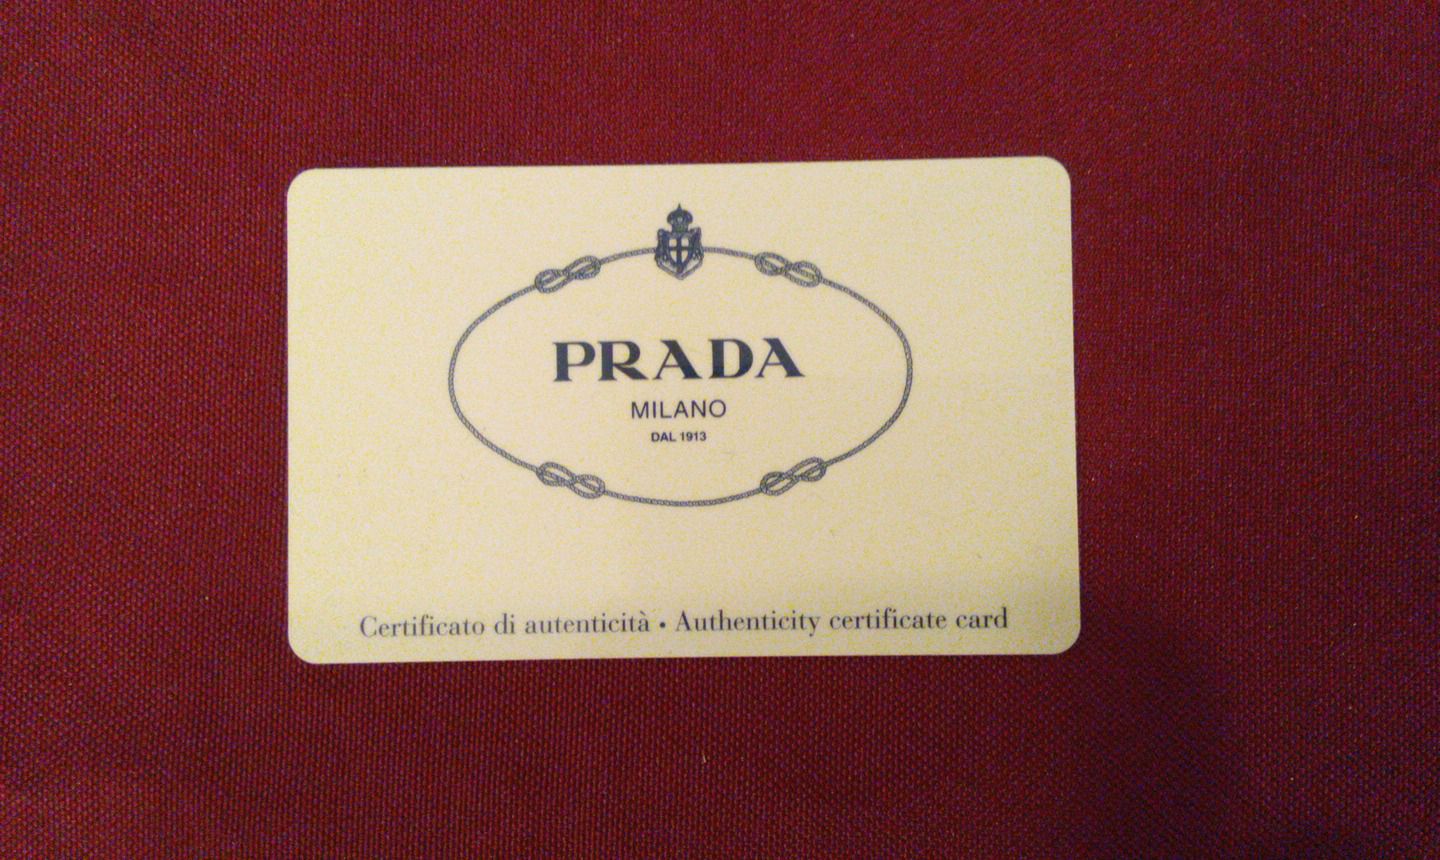 PRADA
MILANO
DAL 1913
Certificato di autenticità • Authenticity certificate card